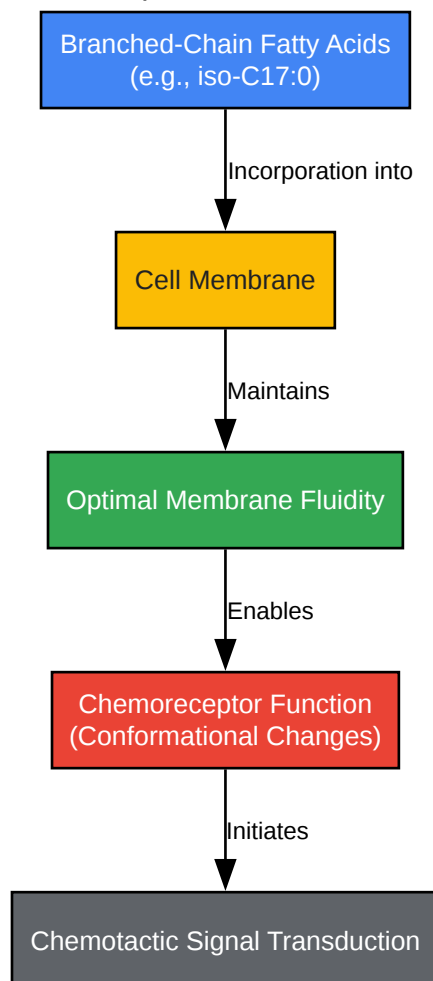 Branched-Chain Fatty Acids
(e.g., iso-C17:0)
Incorporation into
Cell Membrane
Maintains
Optimal Membrane Fluidity
Enables
Chemoreceptor Function
(Conformational Changes)
Initiates
Chemotactic Signal Transduction